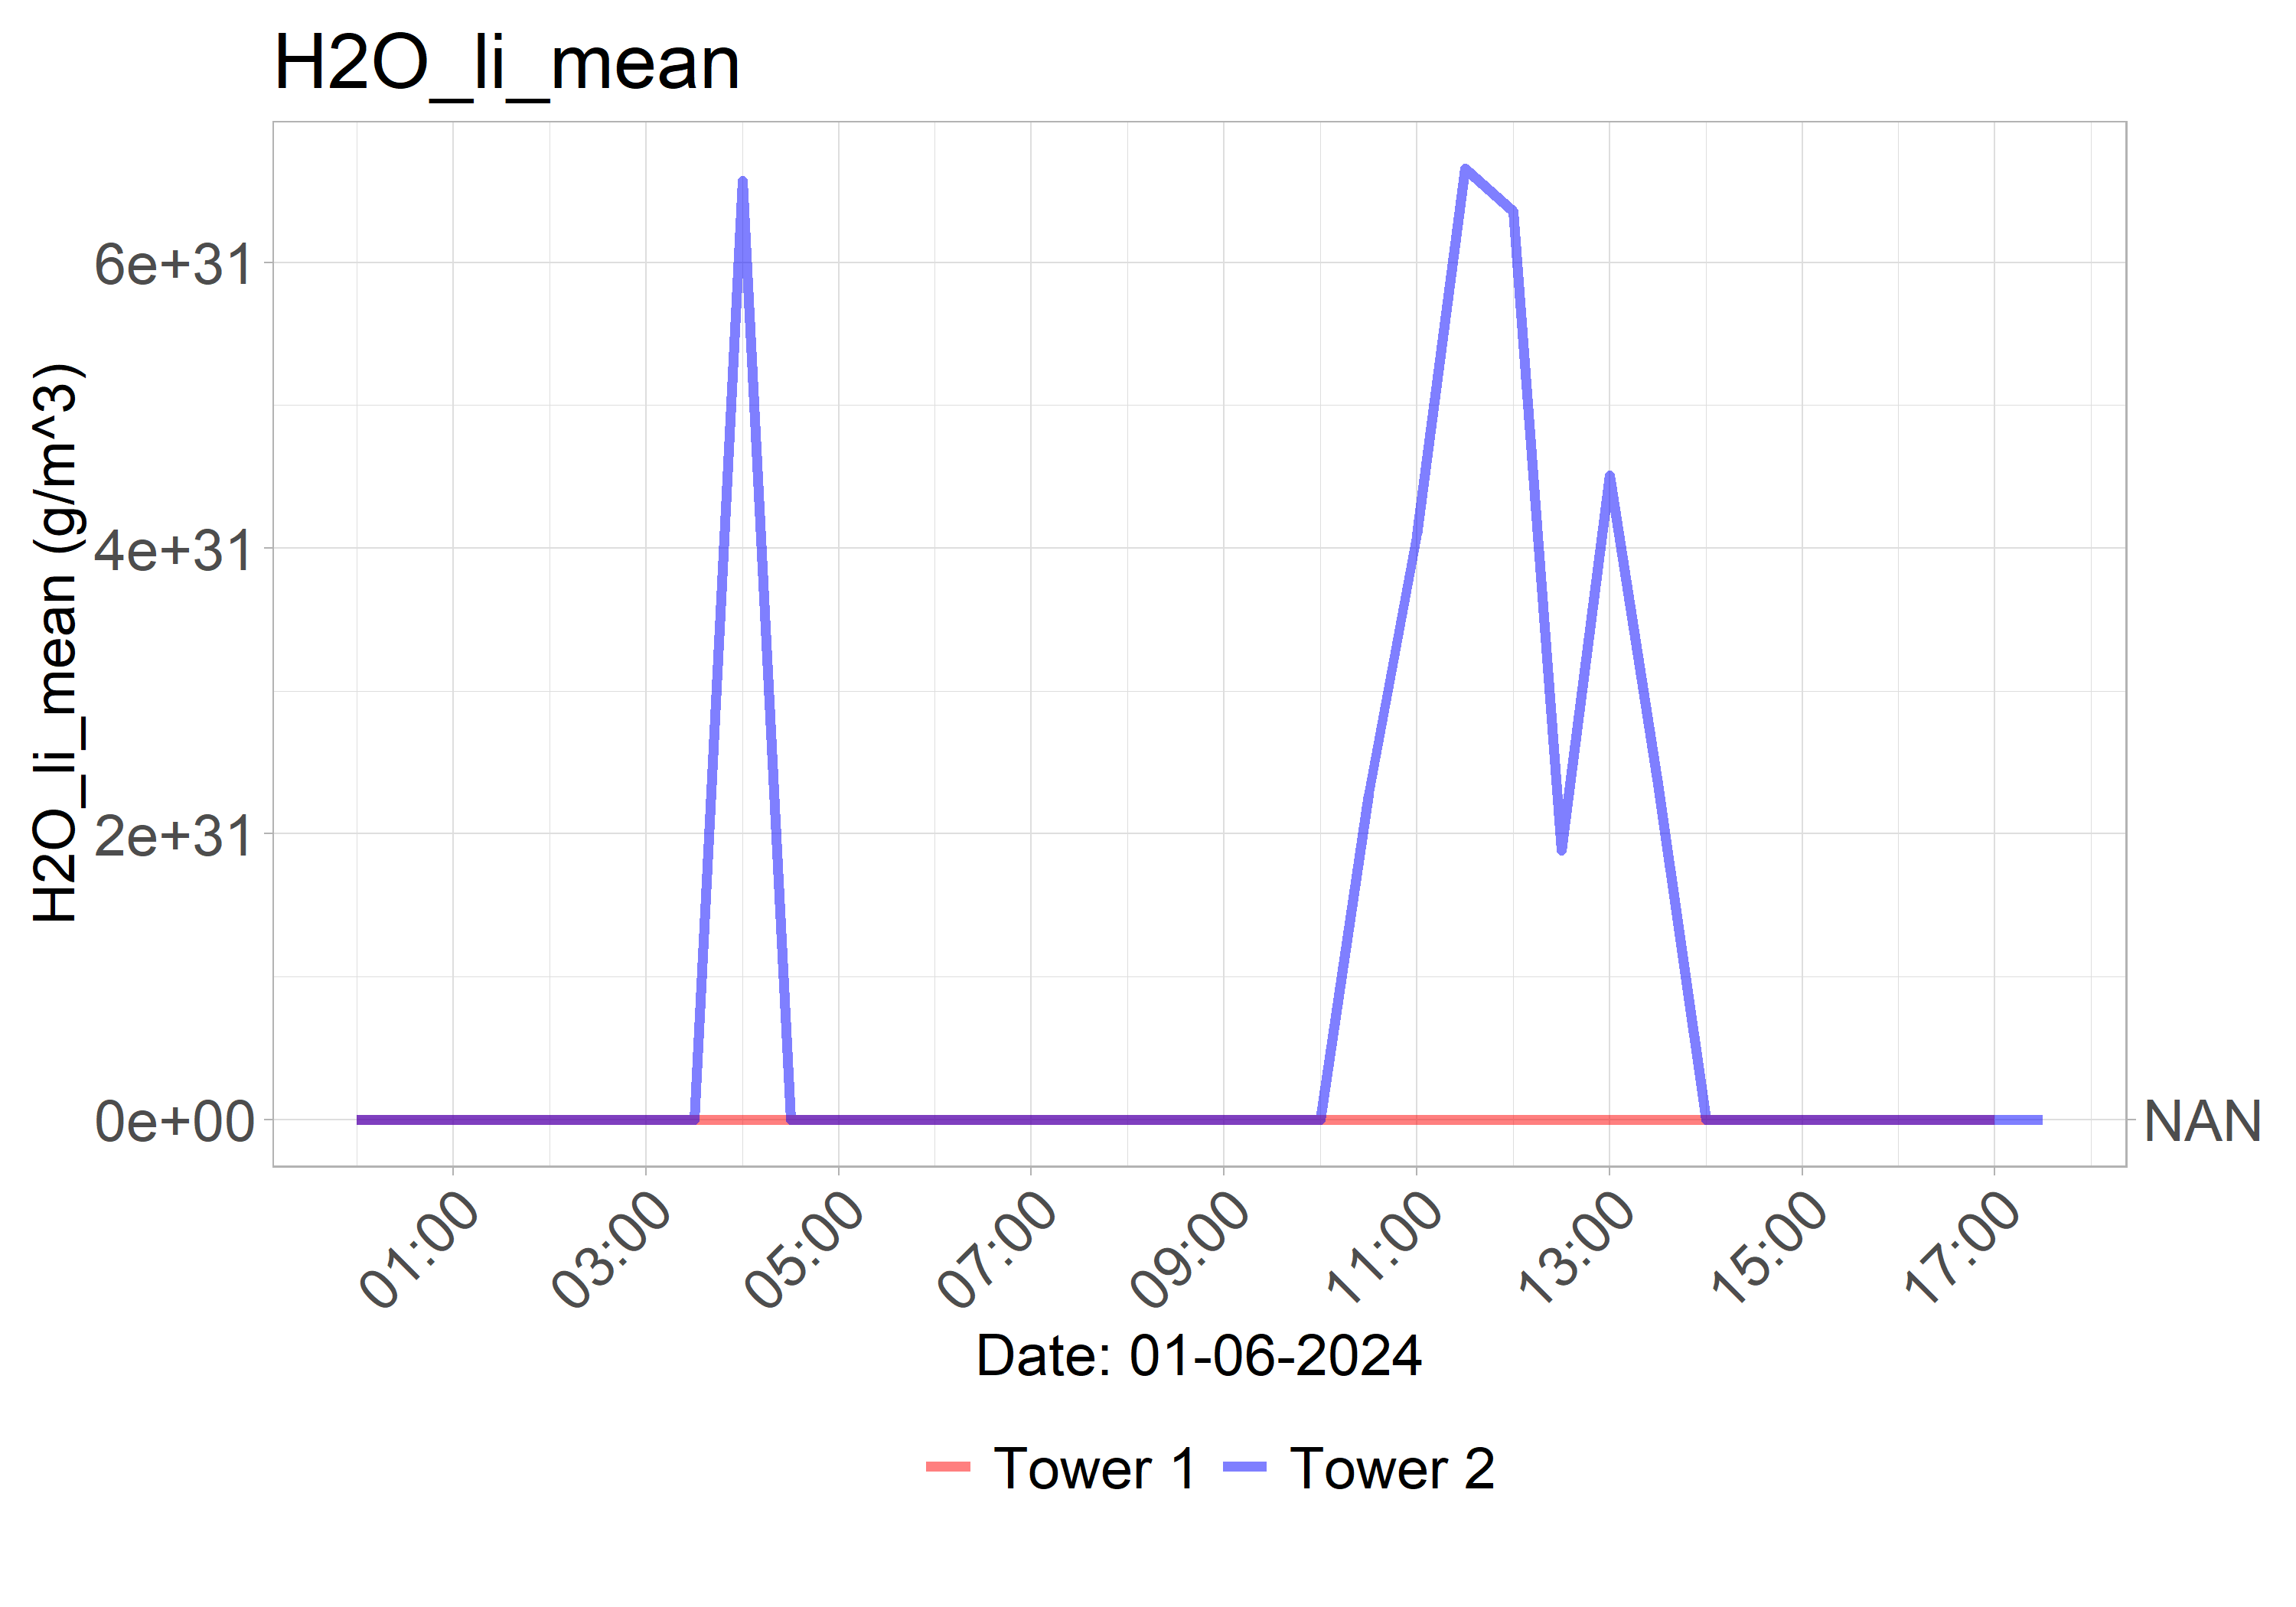 H2O_li_mean
H2O_li_mean (g/m^3)
6e+31
4e+31
2e+31
0e+00
NAN
01:00
03:00
05:00
07:00
09:00
11:00
13:00
15:00
17:00
Date: 01-06-2024
Tower 1
Tower 2